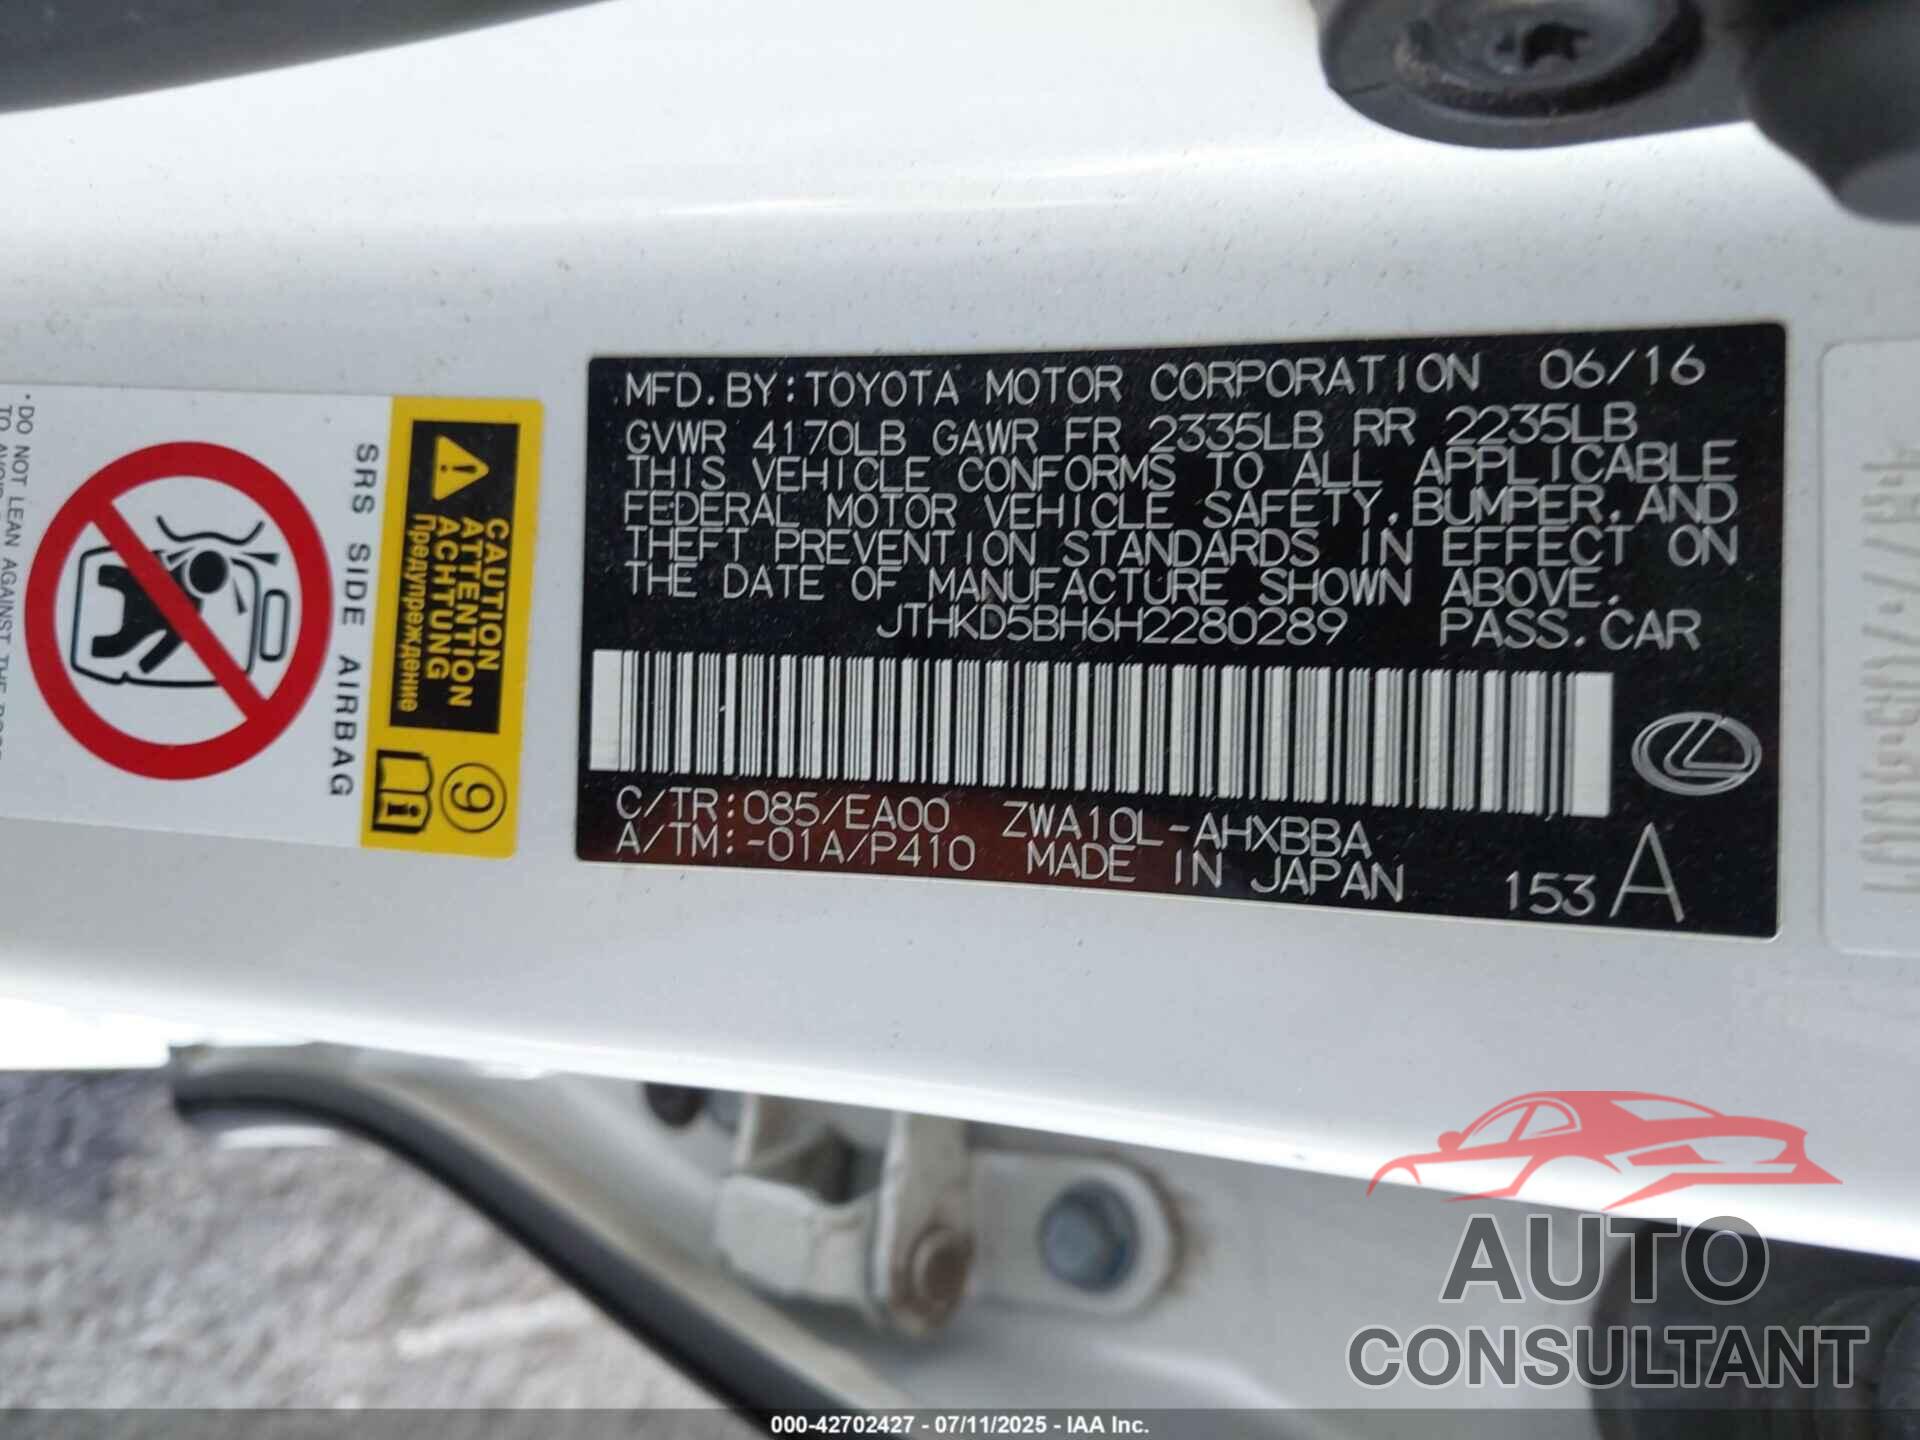 MFD. BY: TOYOTA MOTOR CORPORATION 06/16
GVWR 4170LB GAWR FR 2335LB RR 2235LB
THIS VEHICLE CONFORMS TO ALL APPLICABLE
FEDERAL MOTOR VEHICLE SAFETY, BUMPER, AND
THEFT PREVENTION STANDARDS IN EFFECT ON
THE DATE OF MANUFACTURE SHOWN ABOVE.
JTHKD5BH6H2280289 PASS. CAR
C/TR: 085/EA00 ZWA10L-AHXBBA
A/TM: -01A/P410 MADE IN JAPAN 153 A
CAUTION
ATTENTION
ACHTUNG
Предупреждение
9
SRS SIDE AIRBAG
• DO NOT LEAN AGAINST THE
AUTO
CONSULTANT
000-42702427 - 07/11/2025 - IAA Inc.